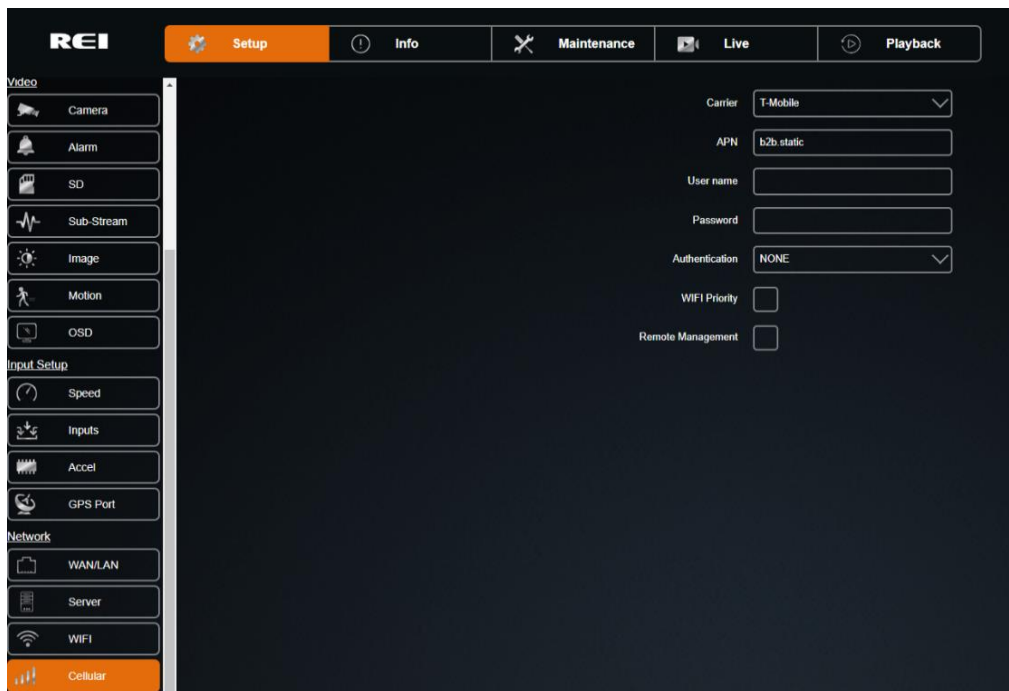 REI
Setup
Info
Maintenance
Live
Playback
Video
Camera
Alarm
SD
Sub-Stream
Image
Motion
OSD
Input Setup
Speed
Inputs
Accel
GPS Port
Network
WAN/LAN
Server
WIFI
Cellular
Carrier T-Mobile
APN b2b.static
User name
Password
Authentication NONE
WIFI Priority
Remote Management